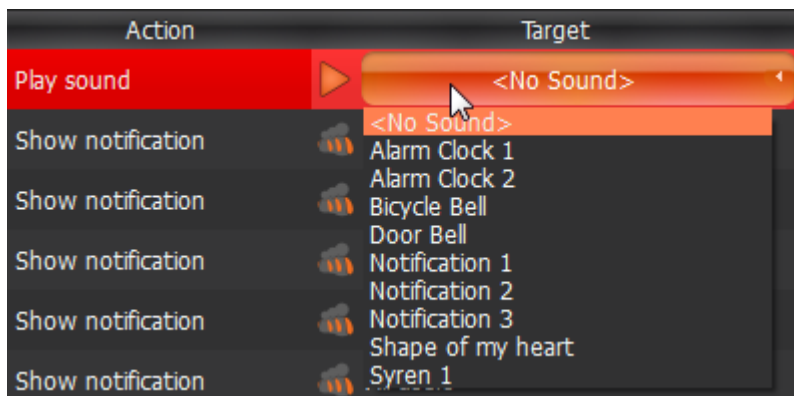 Action Target
Play sound <No Sound>
<No Sound>
Show notification
Alarm Clock 1
Alarm Clock 2
Show notification
Bicycle Bell
Door Bell
Show notification
Notification 1
Notification 2
Show notification
Notification 3
Shape of my heart
Show notification
Syren 1